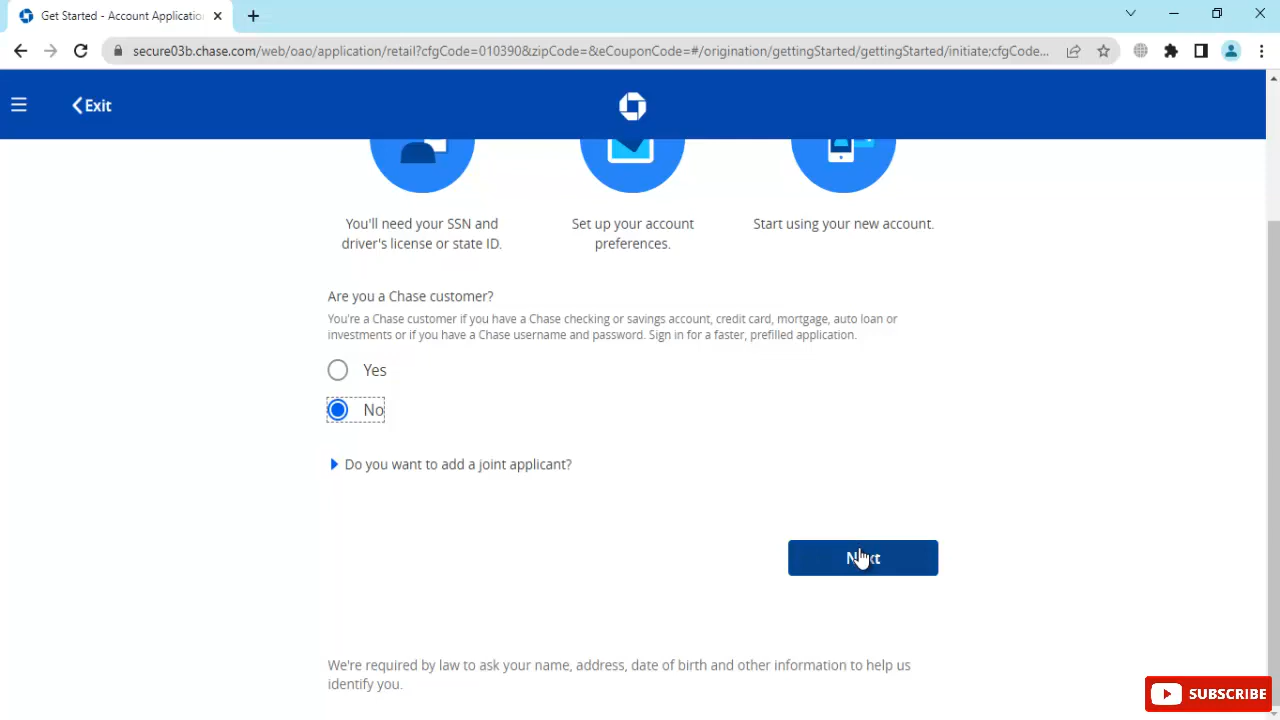 Get Started - Account Applicatio
secure03b.chase.com/web/oao/application/retail?cfgCode=010390&zipCode=&eCouponCode=#/origination/gettingStarted/gettingStarted/initiate;cfgCode...
Exit
You'll need your SSN and
driver's license or state ID.
Set up your account
preferences.
Start using your new account.
Are you a Chase customer?
You're a Chase customer if you have a Chase checking or savings account, credit card, mortgage, auto loan or
investments or if you have a Chase username and password. Sign in for a faster, prefilled application.
Yes
No
Do you want to add a joint applicant?
Next
We're required by law to ask your name, address, date of birth and other information to help us
identify you.
SUBSCRIBE